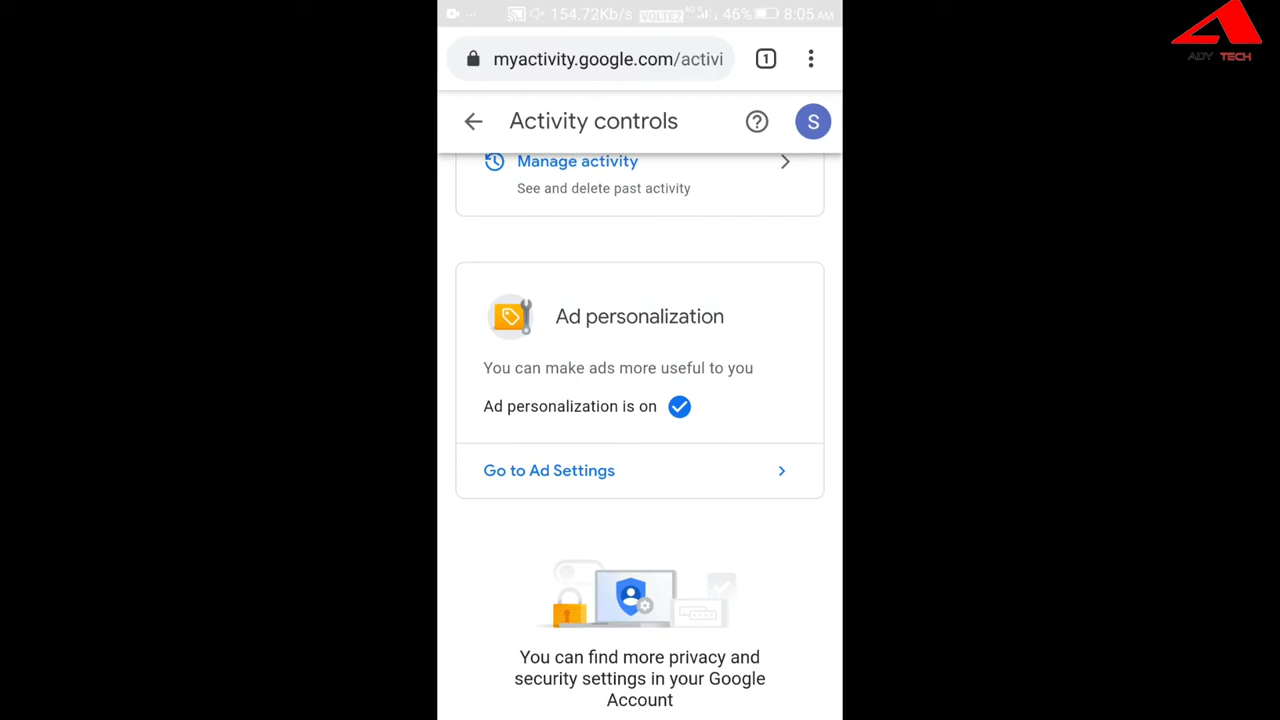 ... 154.72Kb/s VOLTE2 4G 46% 8:05 AM
ADY TECH
myactivity.google.com/activi 1
Activity controls S
Manage activity
See and delete past activity
Ad personalization
You can make ads more useful to you
Ad personalization is on
Go to Ad Settings
You can find more privacy and
security settings in your Google
Account